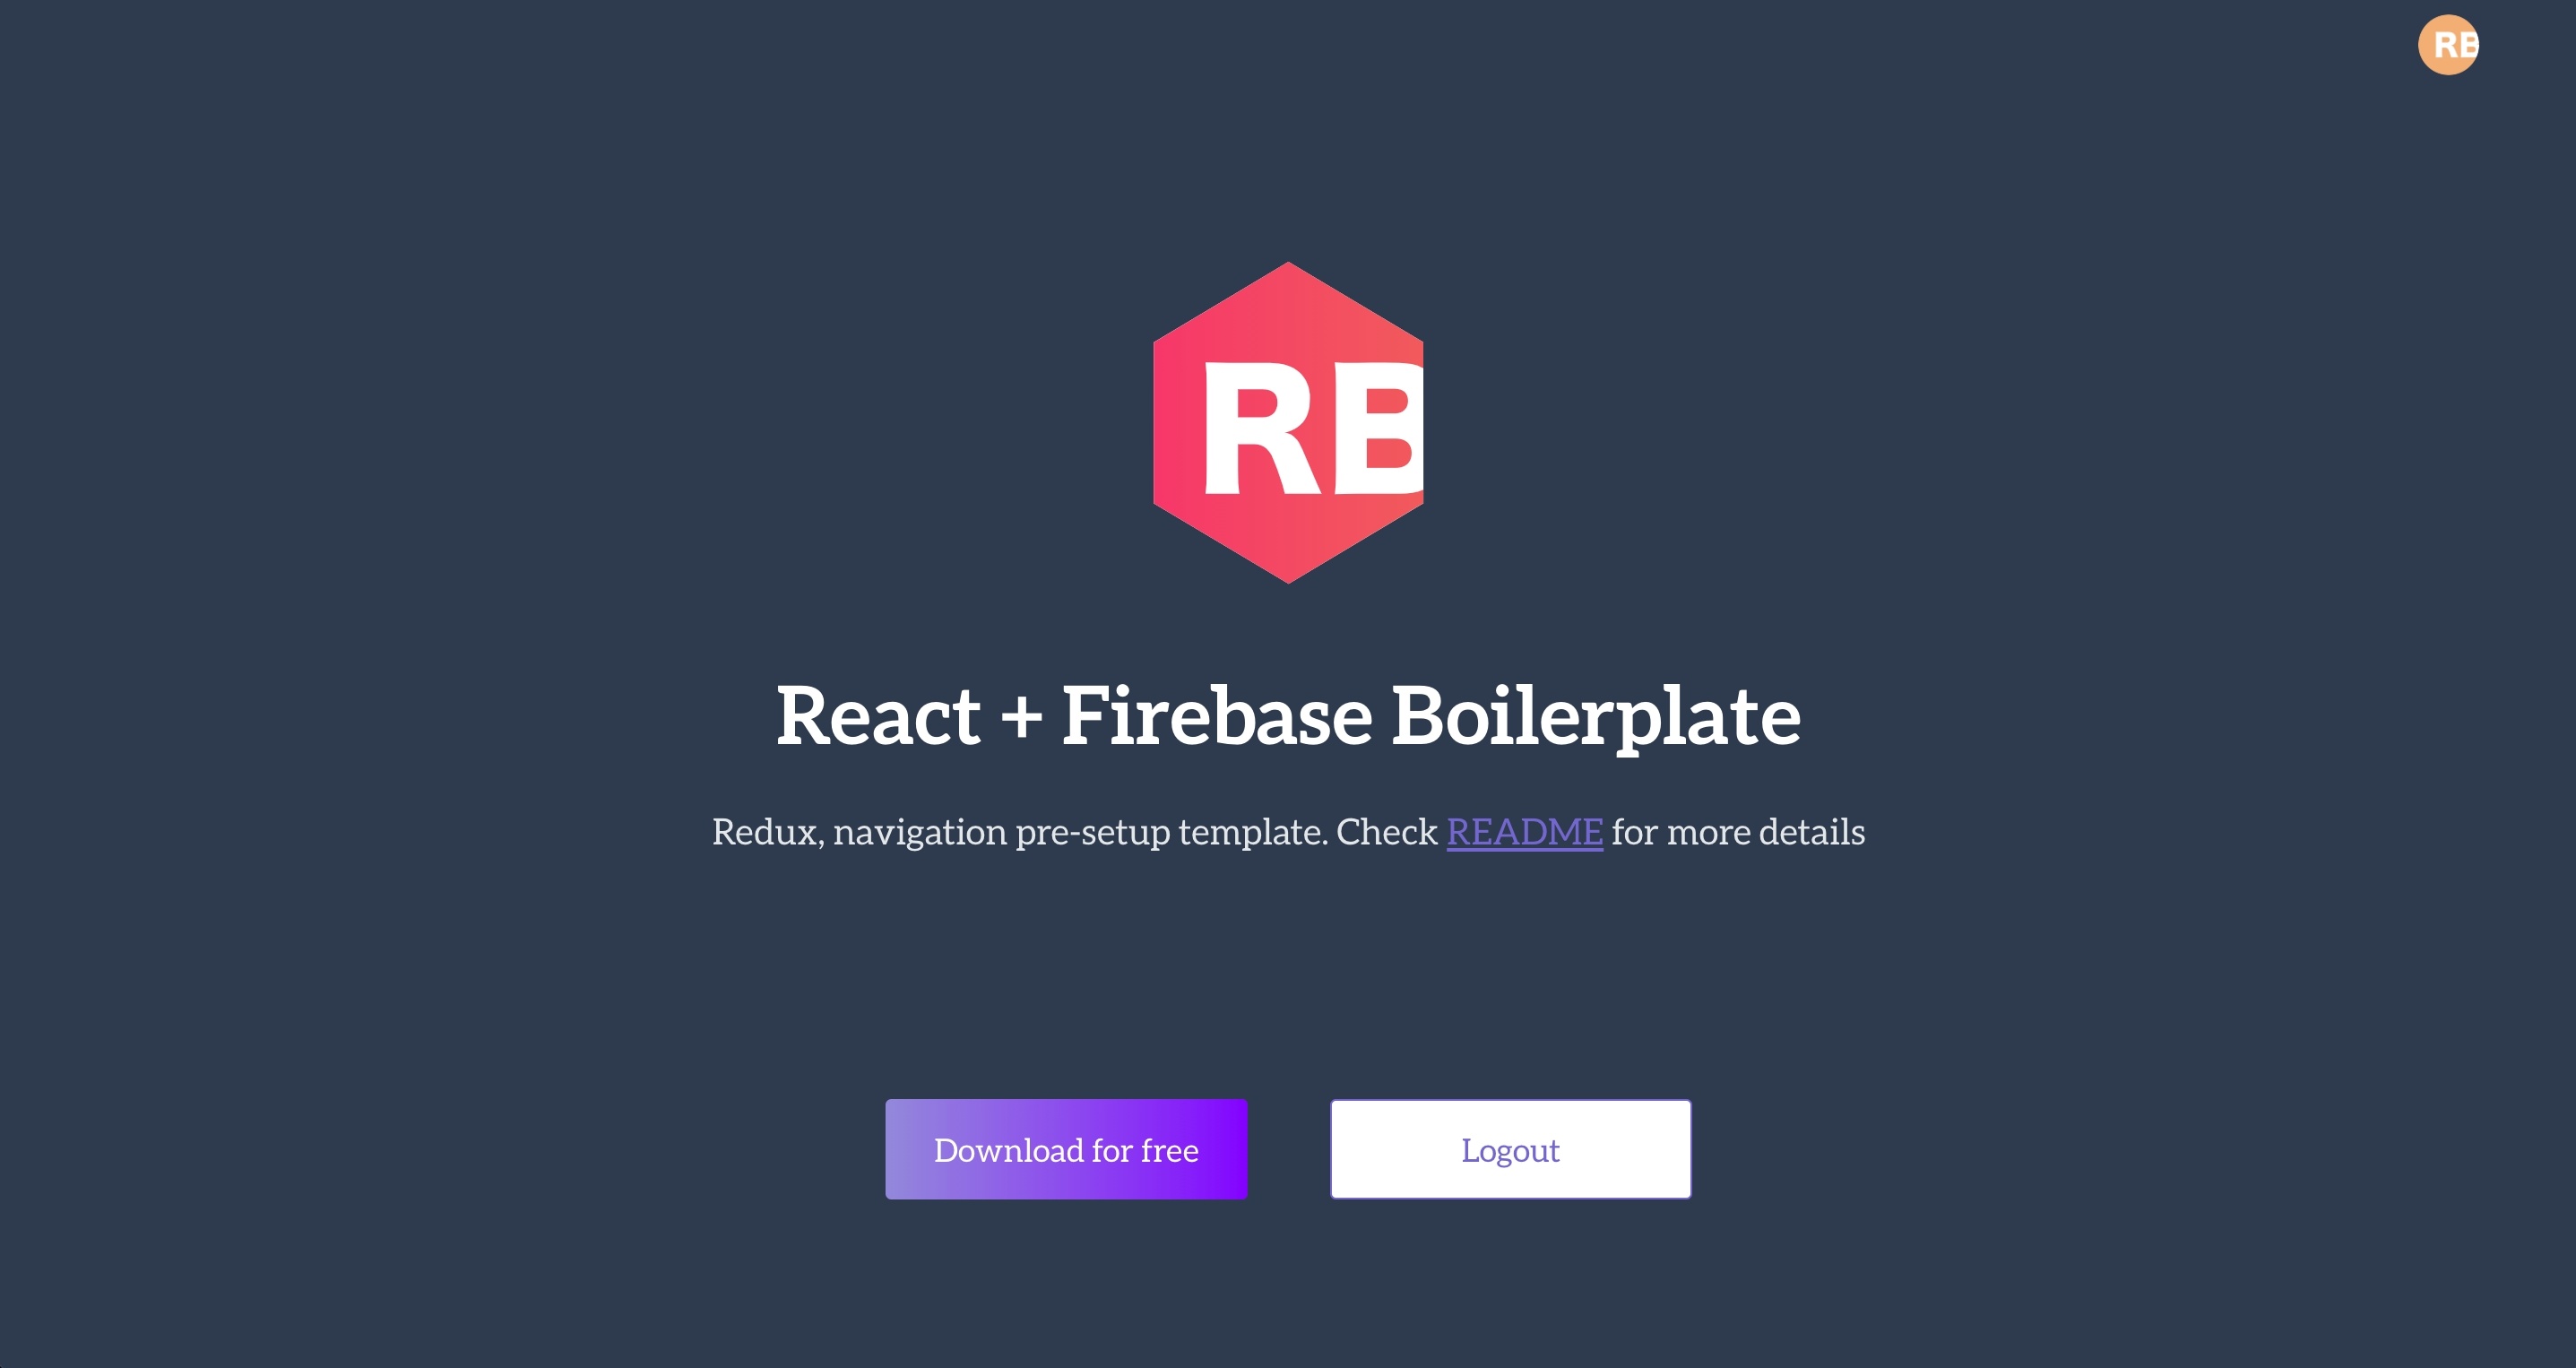 RB
RB
React + Firebase Boilerplate
Redux, navigation pre-setup template. Check README for more details
Download for free
Logout